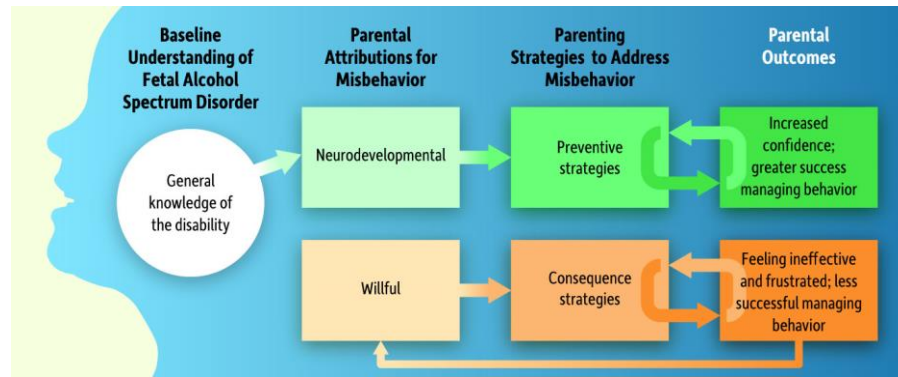 Baseline
Understanding of
Fetal Alcohol
Spectrum Disorder
Parental
Attributions for
Misbehavior
Parenting
Strategies to Address
Misbehavior
Parental
Outcomes
General
knowledge of
the disability
Neurodevelopmental
Preventive
strategies
Increased
confidence;
greater success
managing behavior
Willful
Consequence
strategies
Feeling ineffective
and frustrated; less
successful managing
behavior